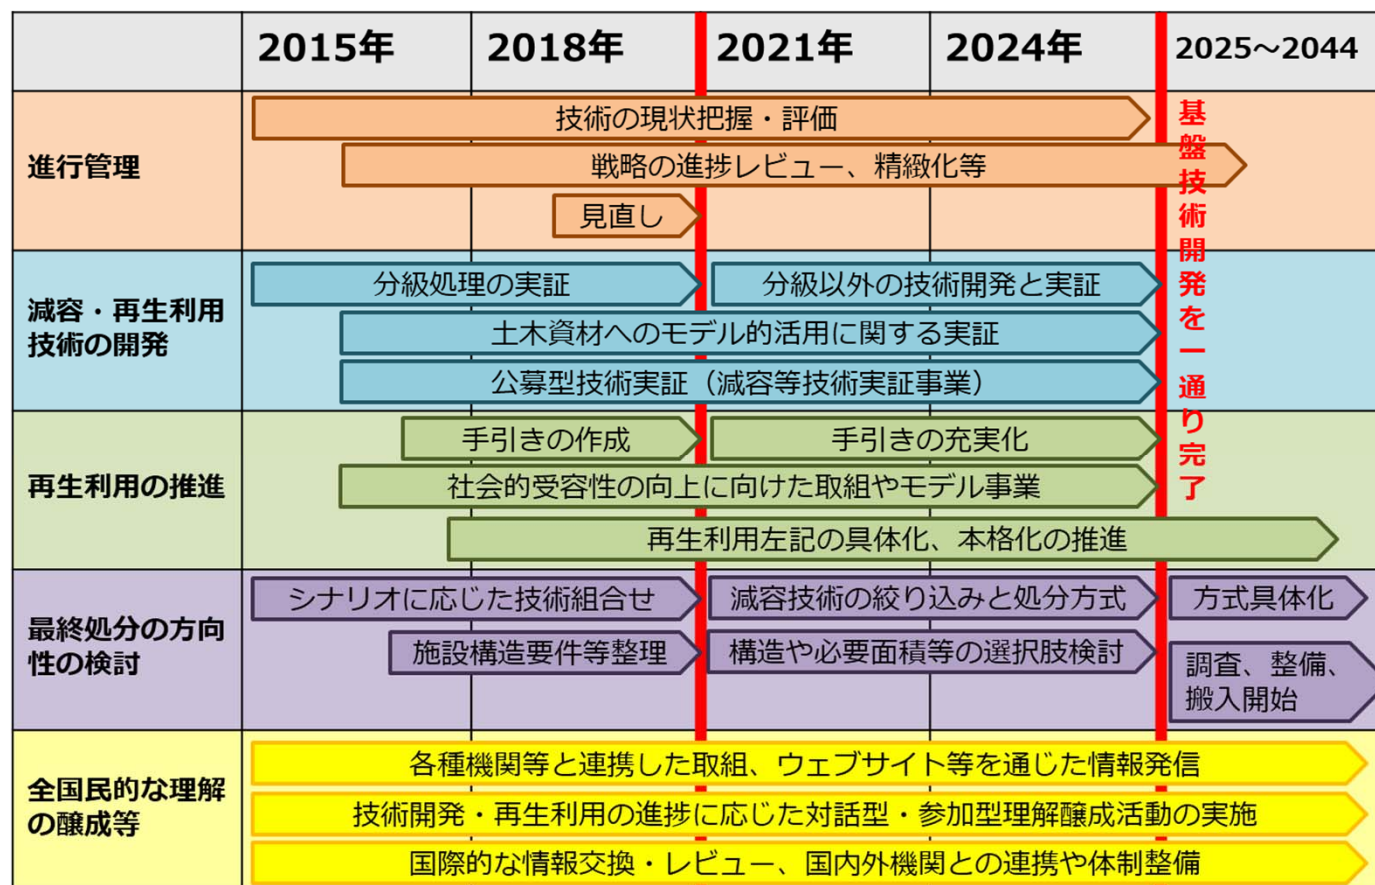 2015年
2018年
2021年
2024年
2025～2044
進行管理
技術の現状把握・評価
戦略の進捗レビュー、精緻化等
見直し
基盤技術開発を一通り完了
減容・再生利用
技術の開発
分級処理の実証
分級以外の技術開発と実証
土木資材へのモデル的活用に関する実証
公募型技術実証（減容等技術実証事業）
再生利用の推進
手引きの作成
手引きの充実化
社会的受容性の向上に向けた取組やモデル事業
再生利用左記の具体化、本格化の推進
最終処分の方向
性の検討
シナリオに応じた技術組合せ
減容技術の絞り込みと処分方式
方式具体化
施設構造要件等整理
構造や必要面積等の選択肢検討
調査、整備、
搬入開始
全国民的な理解
の醸成等
各種機関等と連携した取組、ウェブサイト等を通じた情報発信
技術開発・再生利用の進捗に応じた対話型・参加型理解醸成活動の実施
国際的な情報交換・レビュー、国内外機関との連携や体制整備